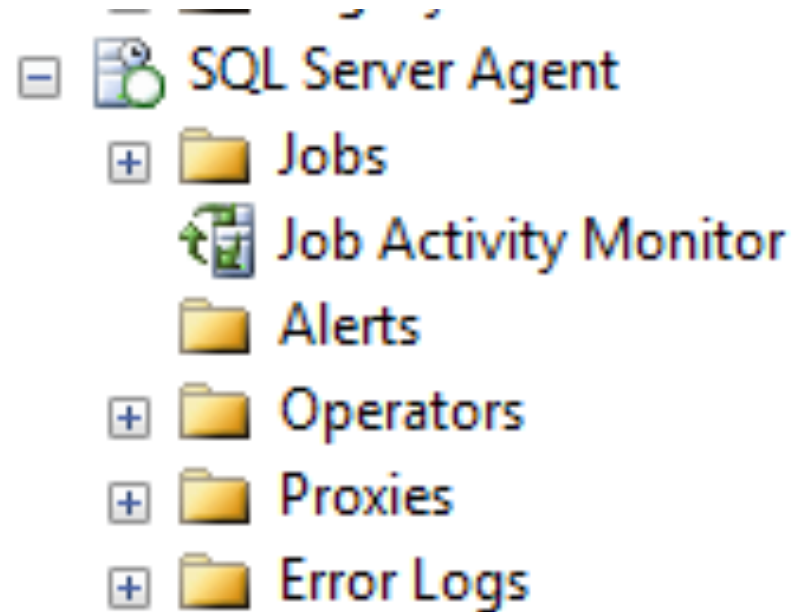 SQL Server Agent
Jobs
Job Activity Monitor
Alerts
Operators
Proxies
Error Logs